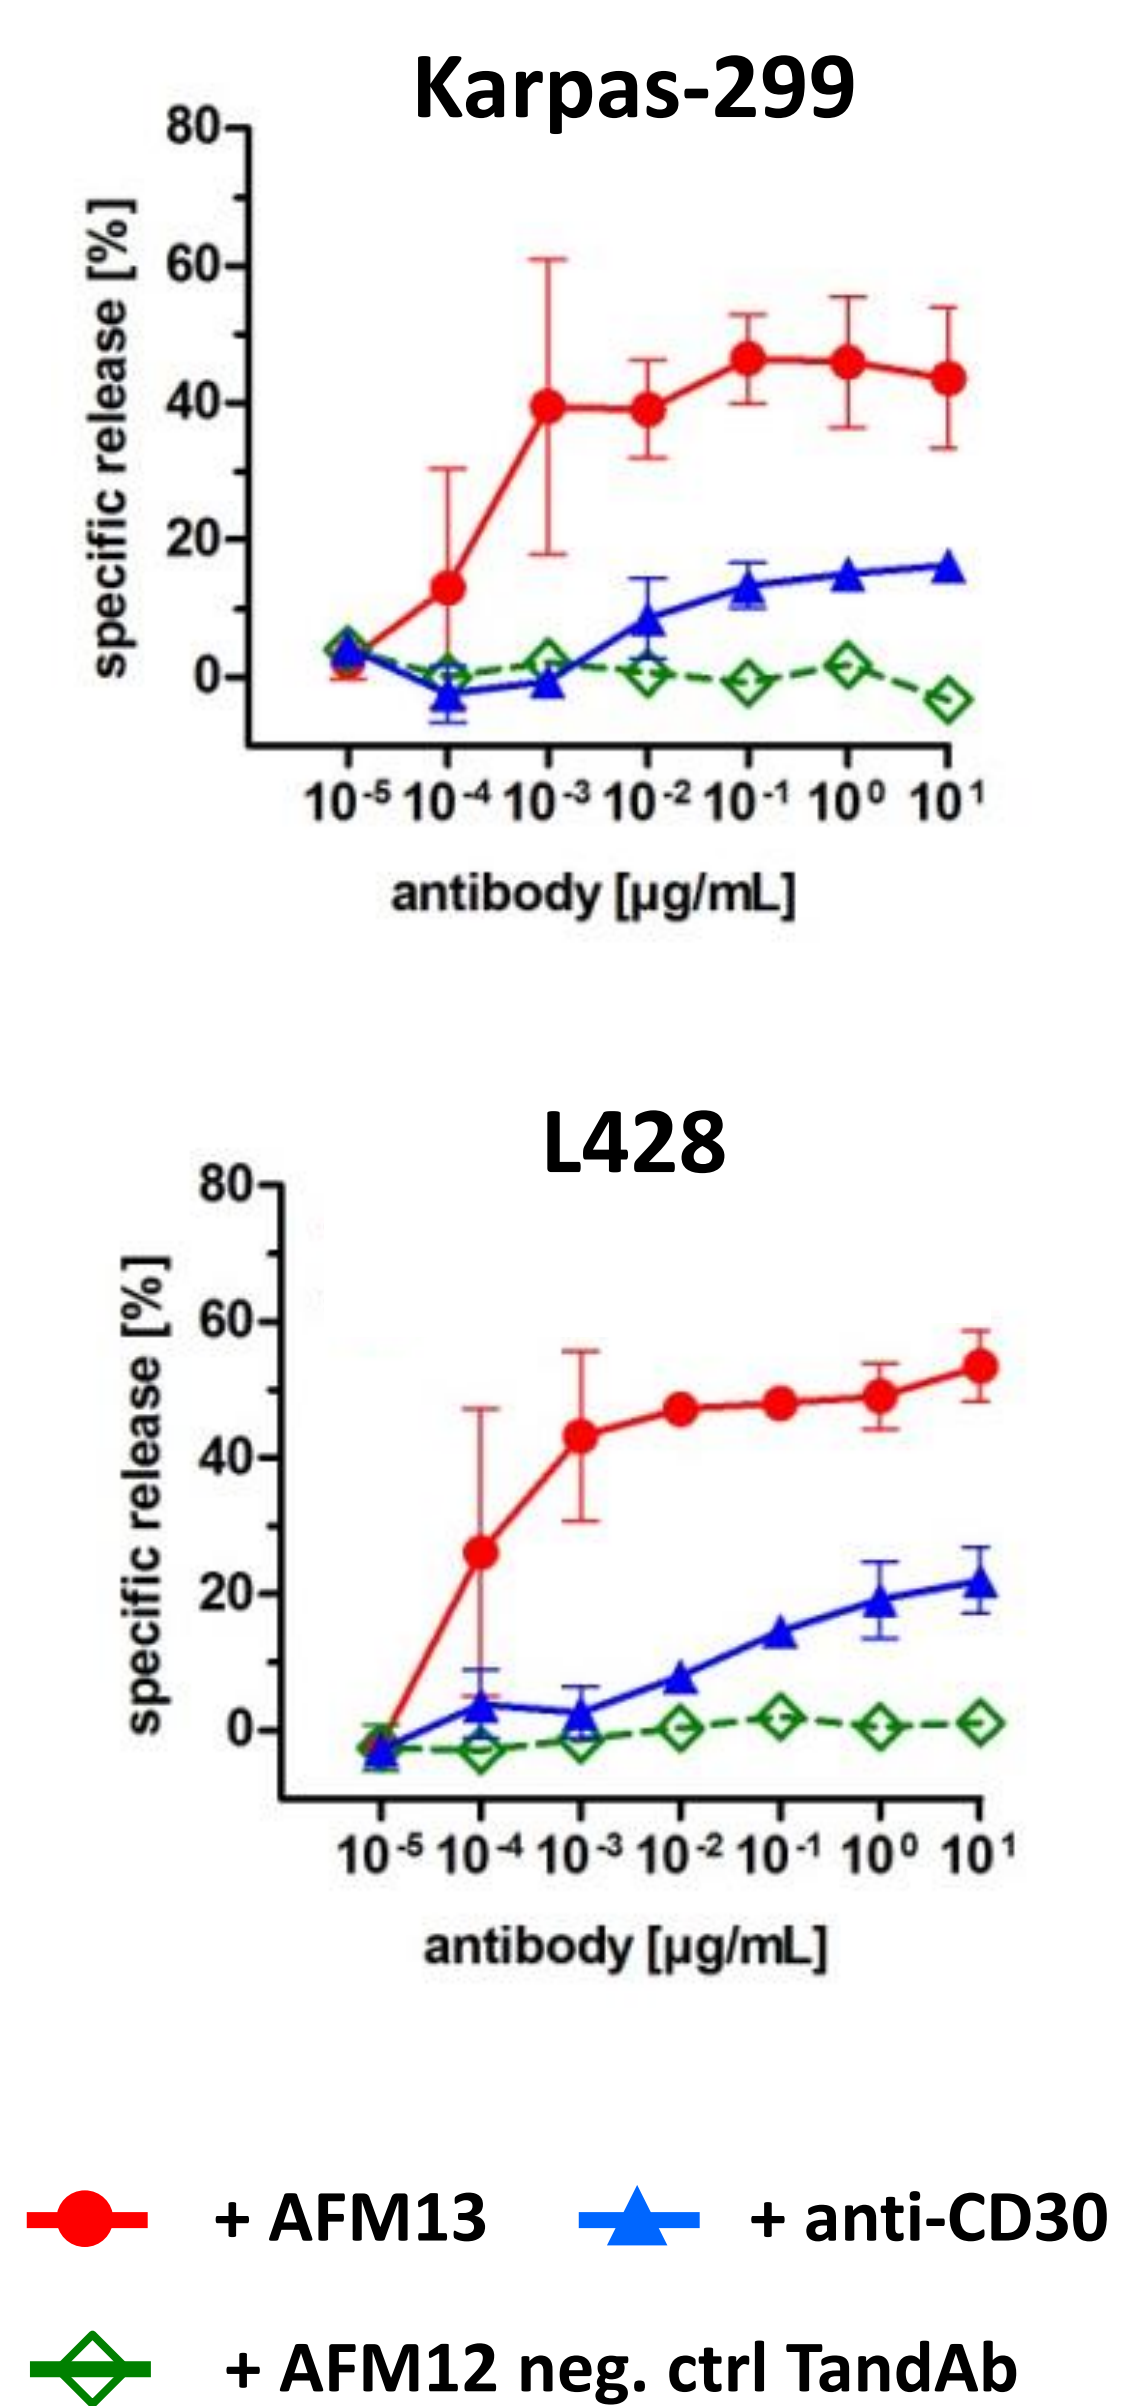 Karpas-299
80
60
40
20
0
specific release [%]
10⁻⁵ 10⁻⁴ 10⁻³ 10⁻² 10⁻¹ 10⁰ 10¹
antibody [µg/mL]
L428
80
60
40
20
0
specific release [%]
10⁻⁵ 10⁻⁴ 10⁻³ 10⁻² 10⁻¹ 10⁰ 10¹
antibody [µg/mL]
+ AFM13 + anti-CD30
+ AFM12 neg. ctrl TandAb